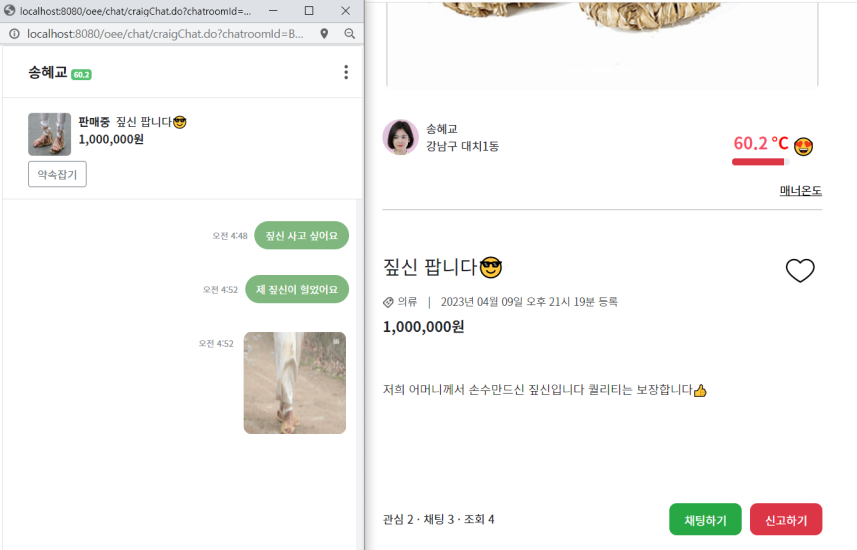 localhost:8080/oee/chat/craigChat.do?chatroomId=...
localhost:8080/oee/chat/craigChat.do?chatroomId=B...
송혜교 60.2
판매중 짚신 팝니다😎
1,000,000원
약속잡기
오전 4:48 짚신 사고 싶어요
오전 4:52 제 짚신이 헐었어요
오전 4:52
송혜교
강남구 대치1동
60.2 °C 😍
매너온도
짚신 팝니다😎
의류 | 2023년 04월 09일 오후 21시 19분 등록
1,000,000원
저희 어머니께서 손수만드신 짚신입니다 퀄리티는 보장합니다👍
관심 2 · 채팅 3 · 조회 4
채팅하기 신고하기